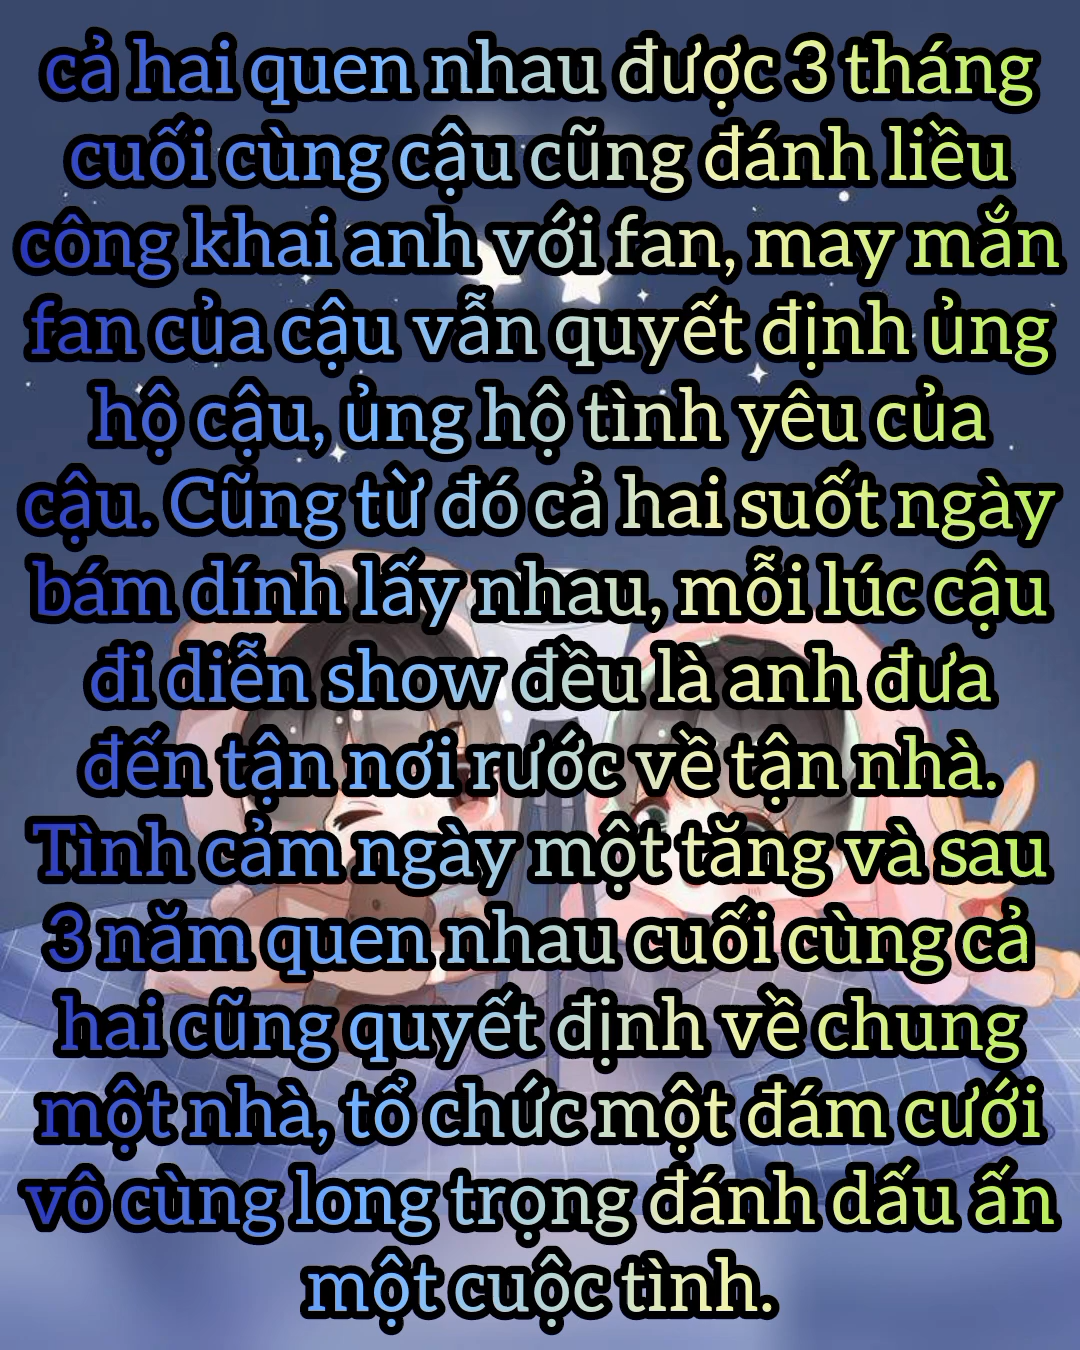 cả hai quen nhau được 3 tháng
cuối cùng cậu cũng đánh liều
công khai anh với fan, may mắn
fan của cậu vẫn quyết định ủng
hộ cậu, ủng hộ tình yêu của
cậu. Cũng từ đó cả hai suốt ngày
bám dính lấy nhau, mỗi lúc cậu
đi diễn show đều là anh đưa
đến tận nơi rước về tận nhà.
Tình cảm ngày một tăng và sau
3 năm quen nhau cuối cùng cả
hai cũng quyết định về chung
một nhà, tổ chức một đám cưới
vô cùng long trọng đánh dấu ấn
một cuộc tình.